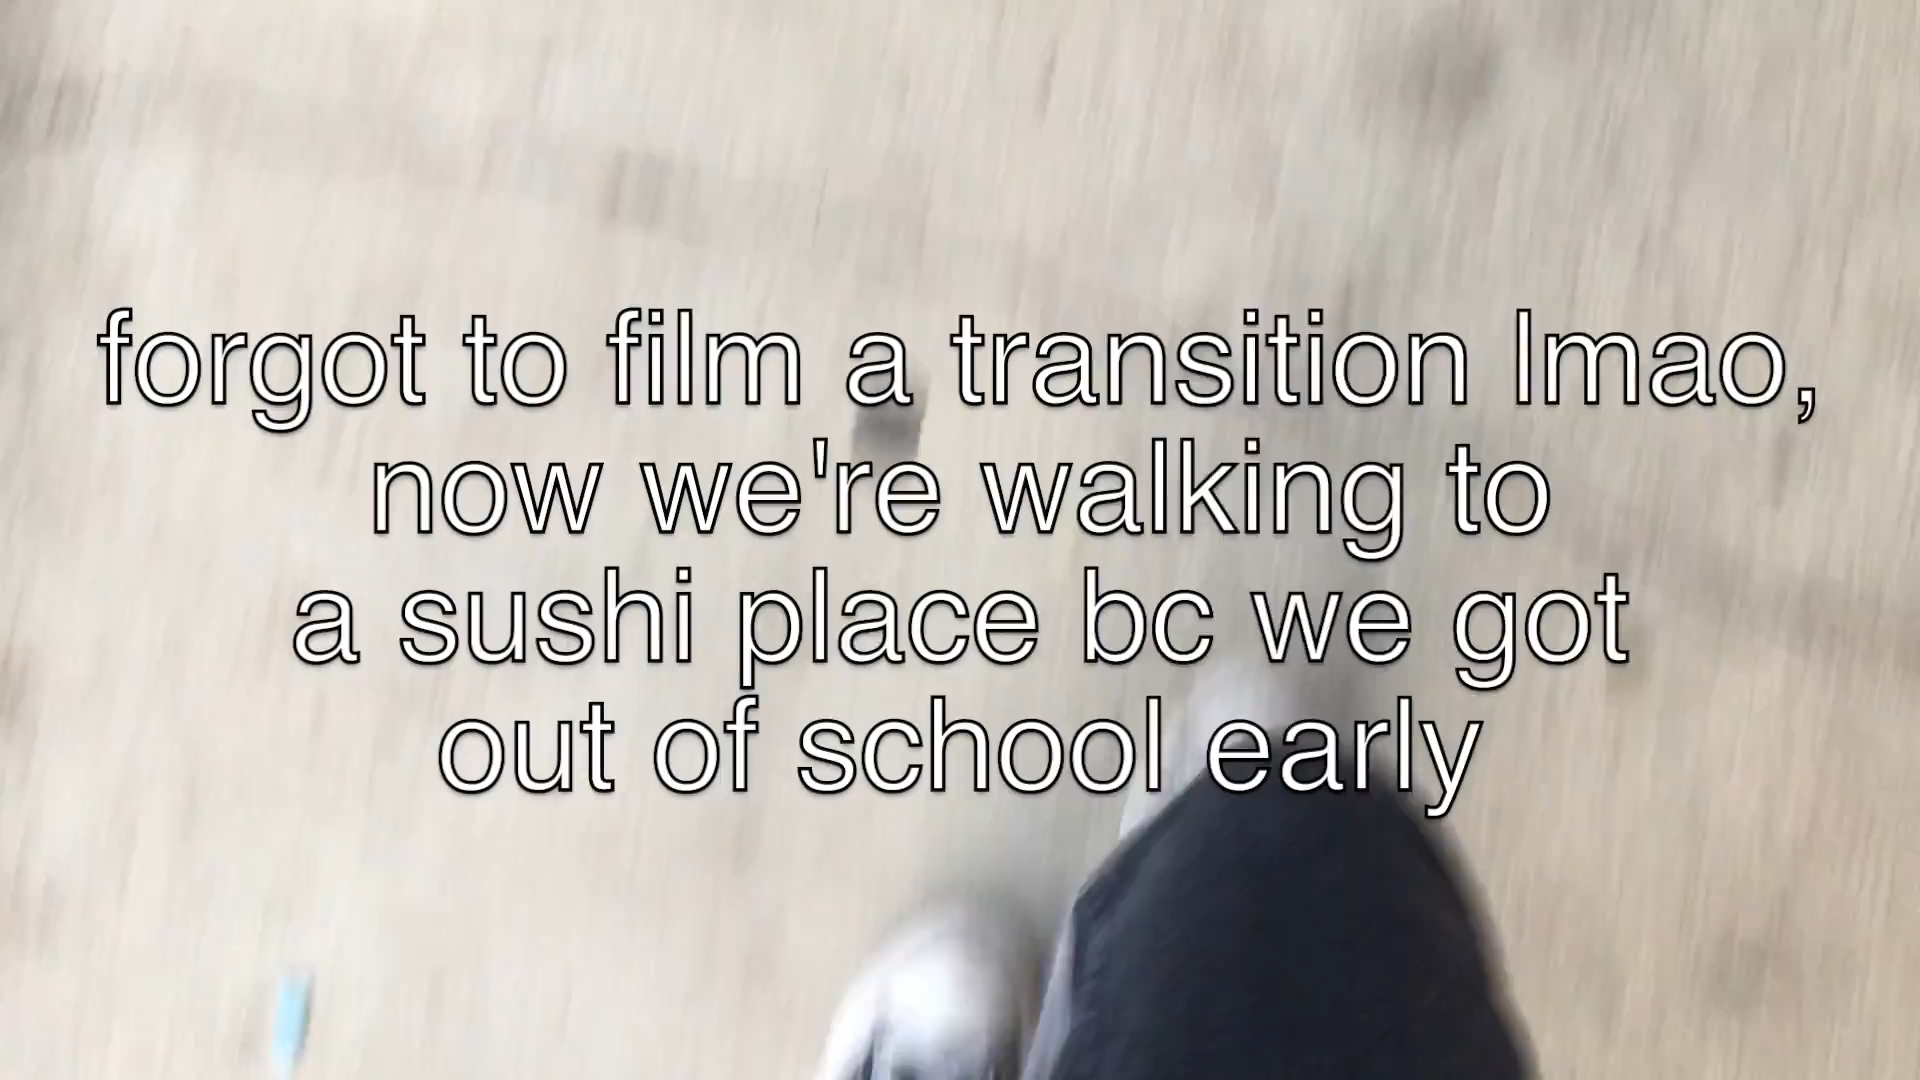 forgot to film a transition lmao,
now we're walking to
a sushi place bc we got
out of school early